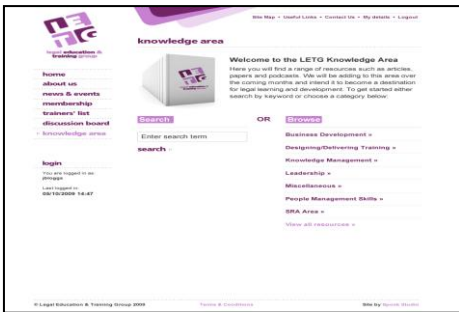 Site Map • Useful Links • Contact Us • My details • Logout
LETG
legal education &
training group
knowledge area
home
about us
news & events
membership
trainers' list
discussion board
knowledge area
login
You are logged in as
Last logged in:
09/10/2009 14:47
LETG
Welcome to the LETG Knowledge Area
Here you will find a range of resources such as articles,
papers and podcasts. We will be adding to this area over
the coming months and intend it to become a destination
for legal learning and development. To get started either
search by keyword or choose a category below:
Search
OR
Browse
Enter search term
search
Business Development »
Designing/Delivering Training »
Knowledge Management »
Leadership »
Miscellaneous »
People Management Skills »
SRA Area »
View all resources »
© Legal Education & Training Group 2009
Terms & Conditions
Site by